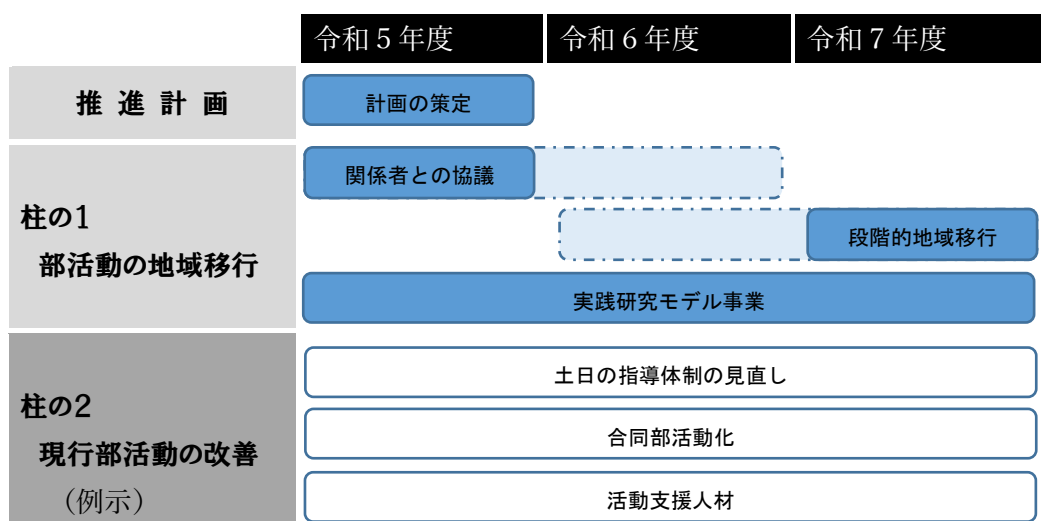 令和5年度 令和6年度 令和7年度
推進計画
計画の策定
柱の1
部活動の地域移行
関係者との協議
段階的地域移行
実践研究モデル事業
柱の2
現行部活動の改善
（例示）
土日の指導体制の見直し
合同部活動化
活動支援人材